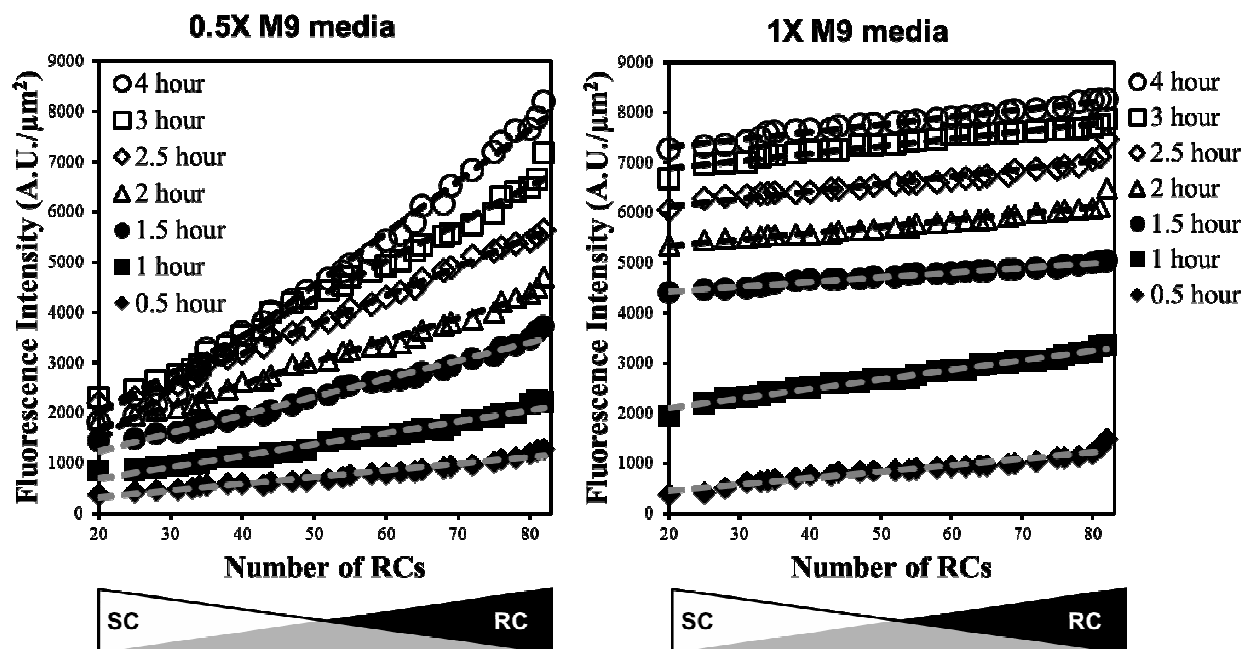 0.5X M9 media
1X M9 media
Fluorescence Intensity (A.U./µm²)
9000
8000
7000
6000
5000
4000
3000
2000
1000
0
4 hour
3 hour
2.5 hour
2 hour
1.5 hour
1 hour
0.5 hour
20 30 40 50 60 70 80
Number of RCs
SC RC
Fluorescence Intensity (A.U./µm²)
9000
8000
7000
6000
5000
4000
3000
2000
1000
0
4 hour
3 hour
2.5 hour
2 hour
1.5 hour
1 hour
0.5 hour
20 30 40 50 60 70 80
Number of RCs
SC RC